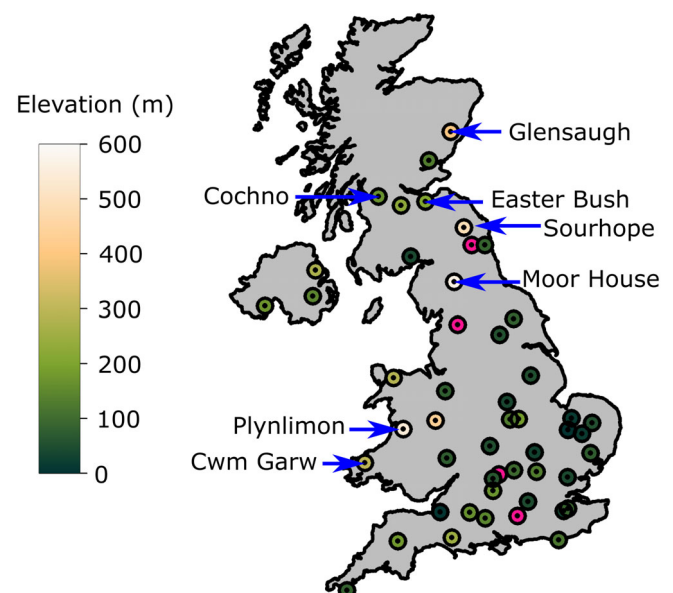 Elevation (m)
600
500
400
300
200
100
0
Glensaugh
Cochno
Easter Bush
Sourhope
Moor House
Plynlimon
Cwm Garw